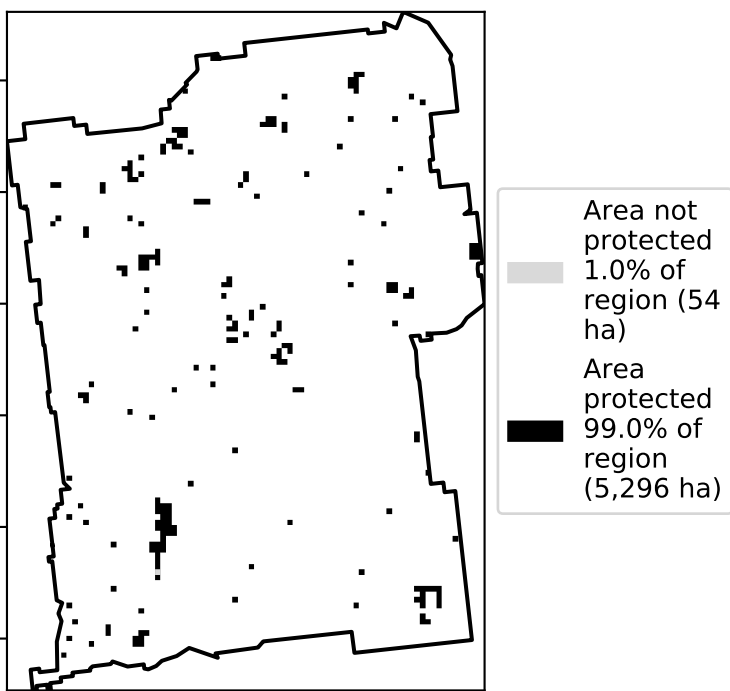 Area not
protected
1.0% of
region (54
ha)
Area
protected
99.0% of
region
(5,296 ha)